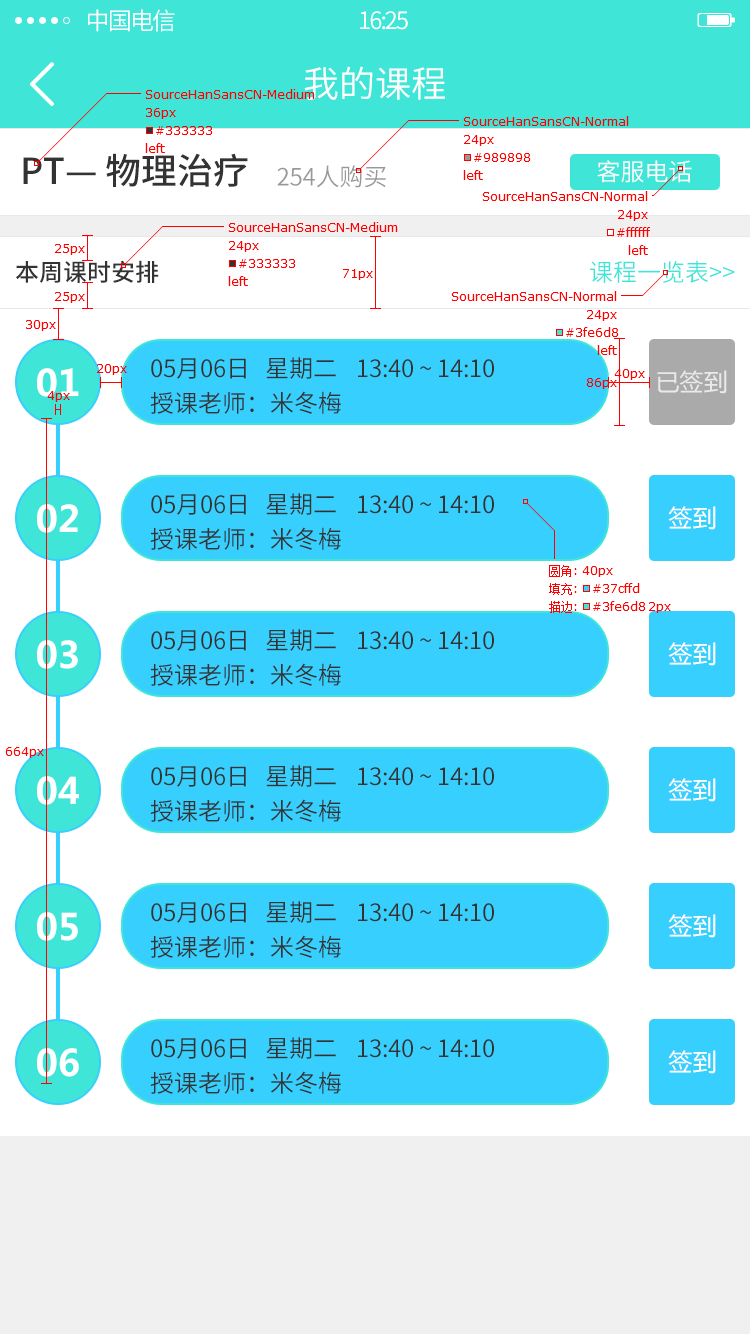 中国电信
16:25
我的课程
SourceHanSansCN-Medium
36px
#333333
left
SourceHanSansCN-Normal
24px
#989898
left
PT— 物理治疗
254人购买
客服电话
SourceHanSansCN-Normal
24px
#ffffff
left
SourceHanSansCN-Medium
24px
#333333
left
25px
本周课时安排
25px
71px
课程一览表>>
SourceHanSansCN-Normal
24px
#3fe6d8
left
30px
20px
4px
86px
40px
01
05月06日 星期二 13:40 ~ 14:10
授课老师：米冬梅
已签到
02
05月06日 星期二 13:40 ~ 14:10
授课老师：米冬梅
签到
圆角：40px
填充：#37cffd
描边：#3fe6d8 2px
03
05月06日 星期二 13:40 ~ 14:10
授课老师：米冬梅
签到
664px
04
05月06日 星期二 13:40 ~ 14:10
授课老师：米冬梅
签到
05
05月06日 星期二 13:40 ~ 14:10
授课老师：米冬梅
签到
06
05月06日 星期二 13:40 ~ 14:10
授课老师：米冬梅
签到